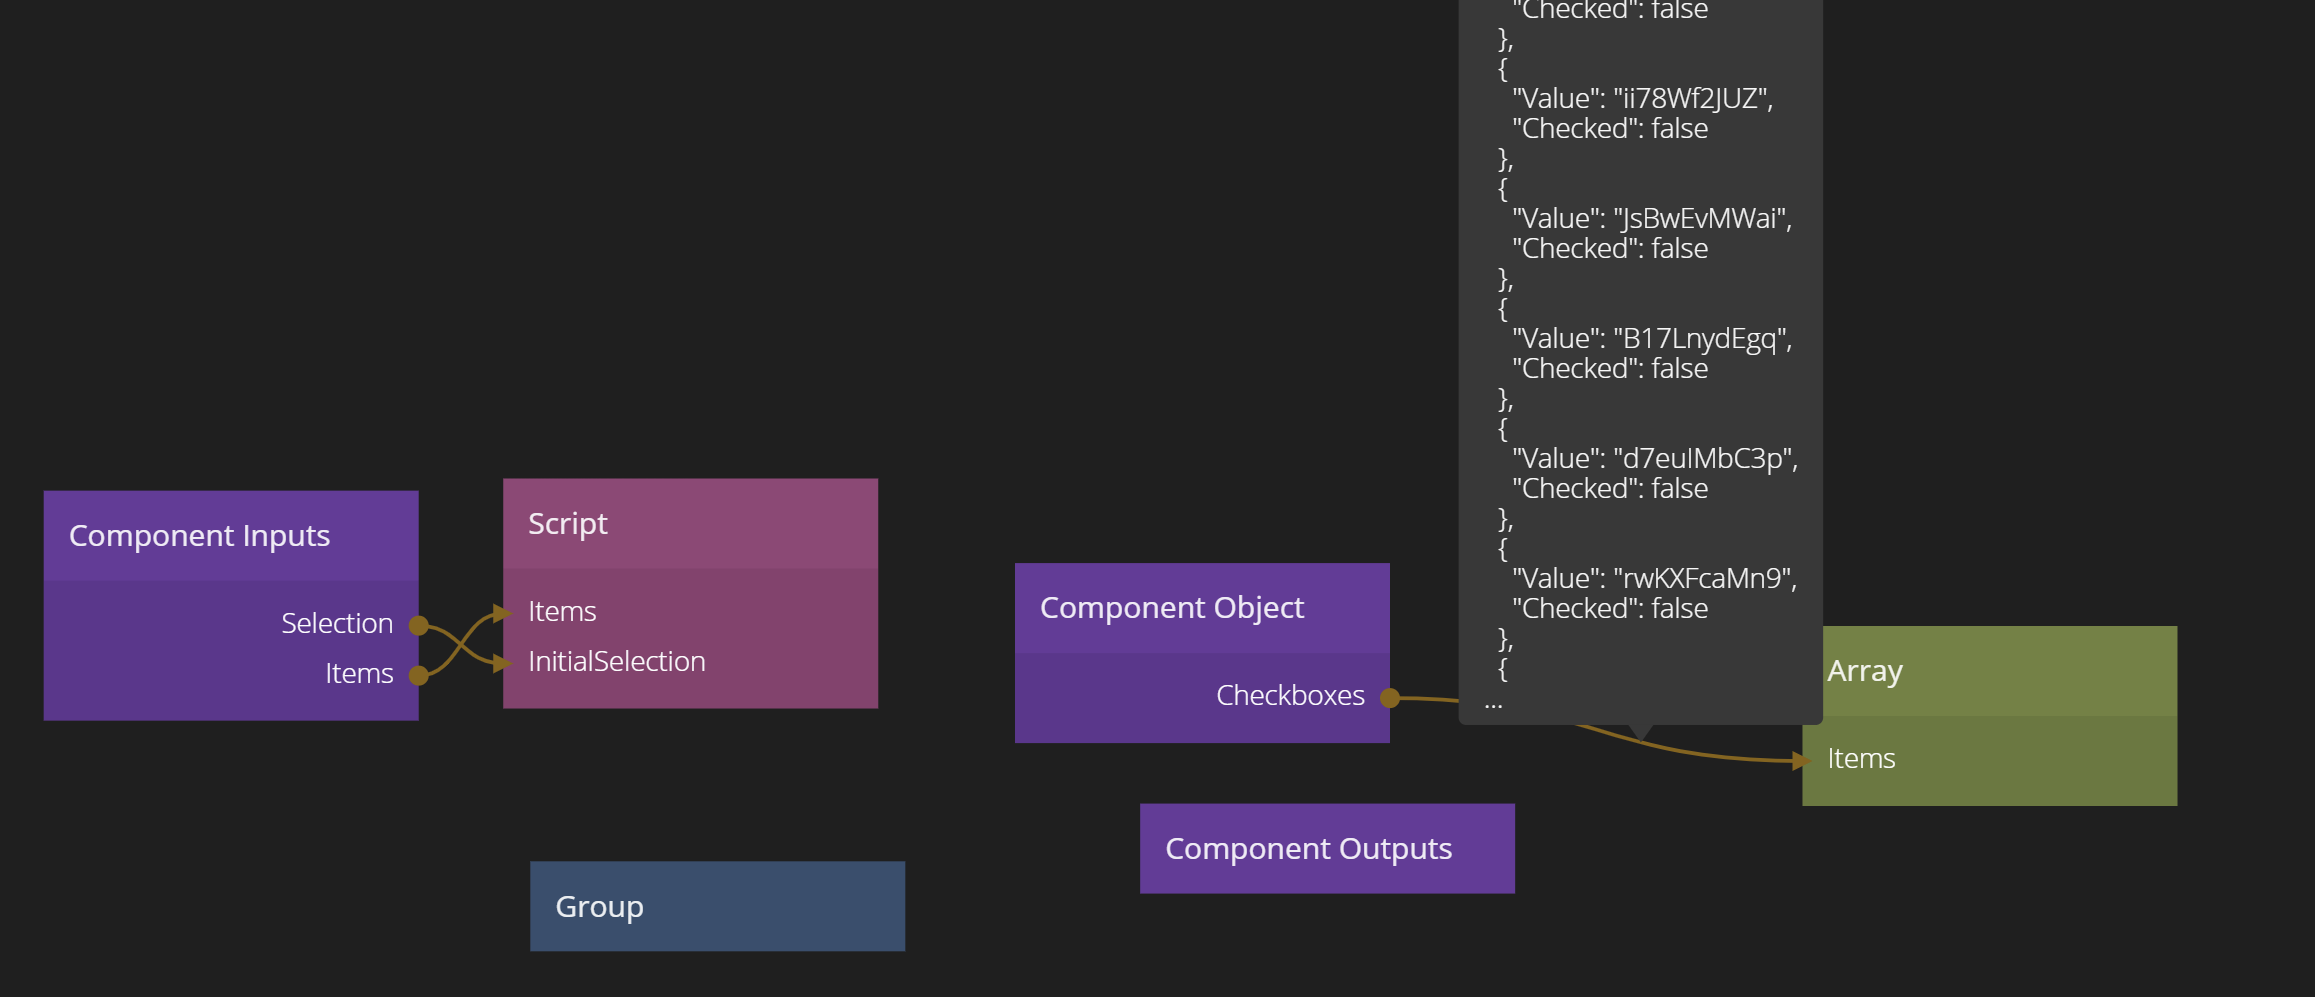 "Checked": false
},
{
"Value": "ii78Wf2JUZ",
"Checked": false
},
{
"Value": "JsBwEvMWai",
"Checked": false
},
{
"Value": "B17LnydEgq",
"Checked": false
},
{
"Value": "d7euIMbC3p",
"Checked": false
},
{
"Value": "rwKXFcaMn9",
"Checked": false
},
{
...
Component Inputs
Selection
Items
Script
Items
InitialSelection
Component Object
Checkboxes
Array
Items
Component Outputs
Group